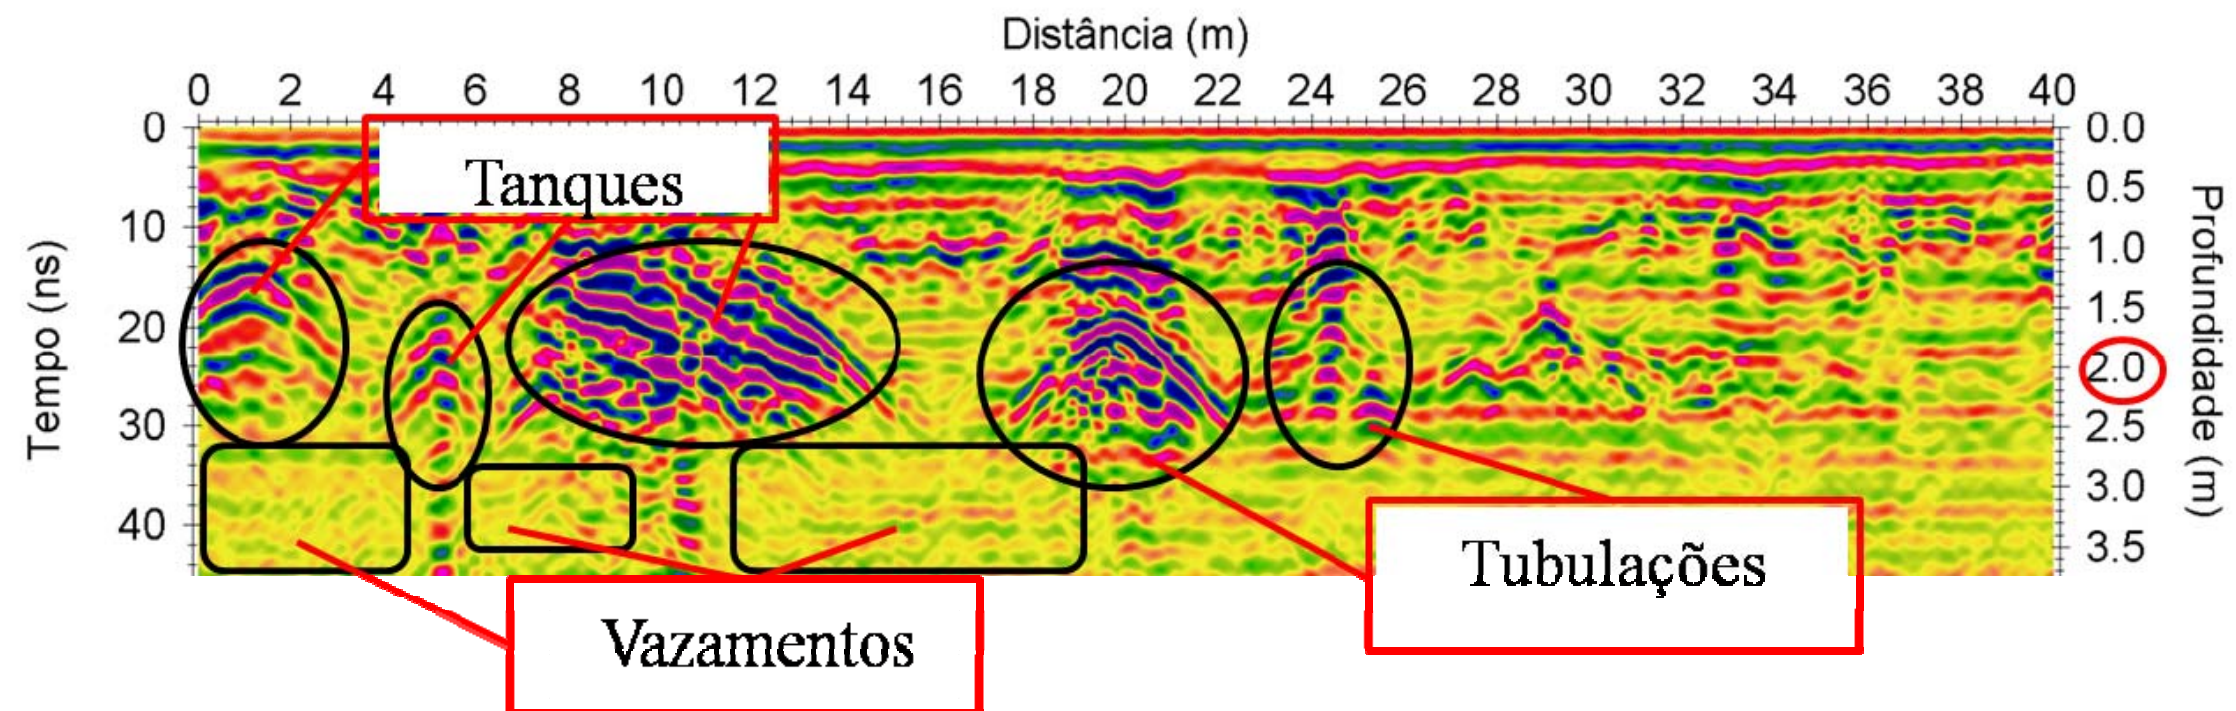 Distância (m)
0 2 4 6 8 10 12 14 16 18 20 22 24 26 28 30 32 34 36 38 40
Tempo (ns)
0
10
20
30
40
Profundidade (m)
0.0
0.5
1.0
1.5
2.0
2.5
3.0
3.5
Tanques
Tubulações
Vazamentos